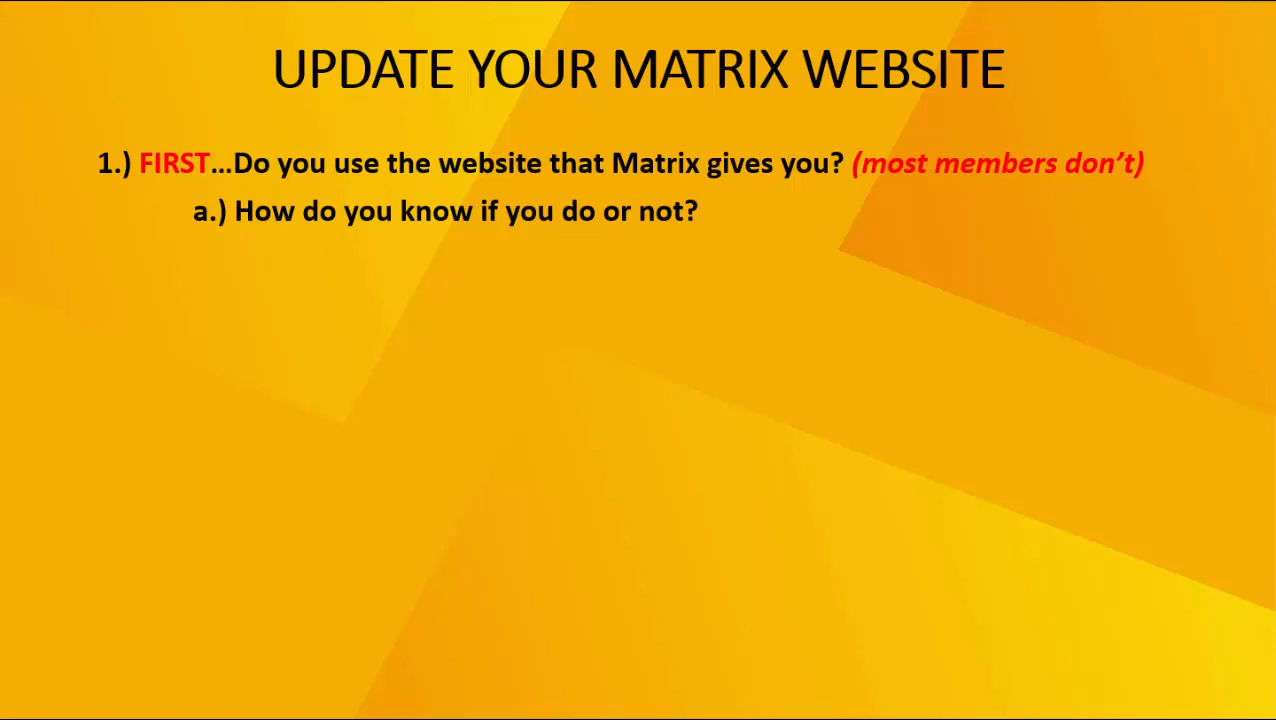 UPDATE YOUR MATRIX WEBSITE
1.) FIRST…Do you use the website that Matrix gives you? (most members don’t)
a.) How do you know if you do or not?